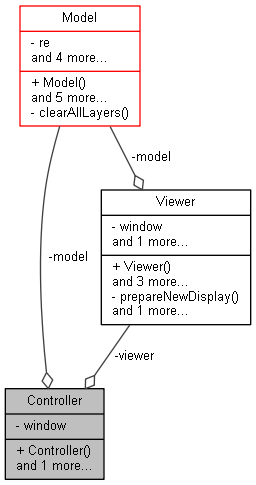 Model
- re
and 4 more...
+ Model()
and 5 more...
- clearAllLayers()
-model
Viewer
- window
and 1 more...
+ Viewer()
and 3 more...
- prepareNewDisplay()
and 1 more...
-model
-viewer
Controller
- window
+ Controller()
and 1 more...